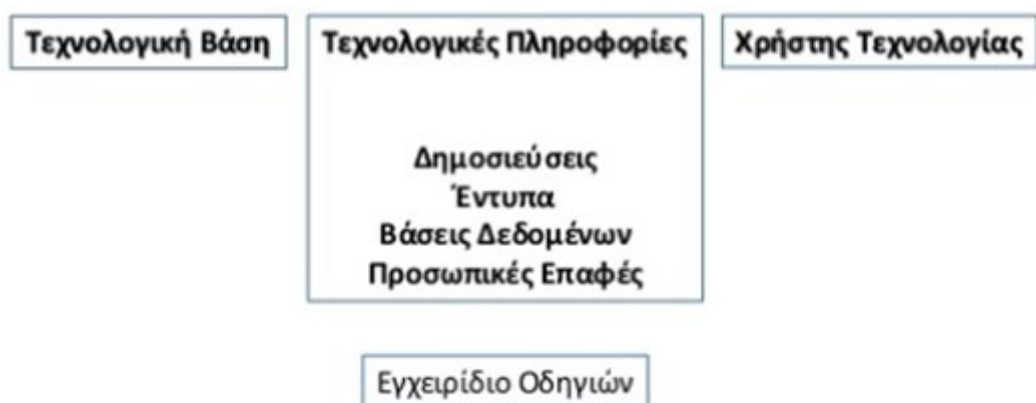 Τεχνολογική Βάση
Τεχνολογικές Πληροφορίες
Χρήστης Τεχνολογίας
Δημοσιεύσεις
Έντυπα
Βάσεις Δεδομένων
Προσωπικές Επαφές
Εγχειρίδιο Οδηγιών